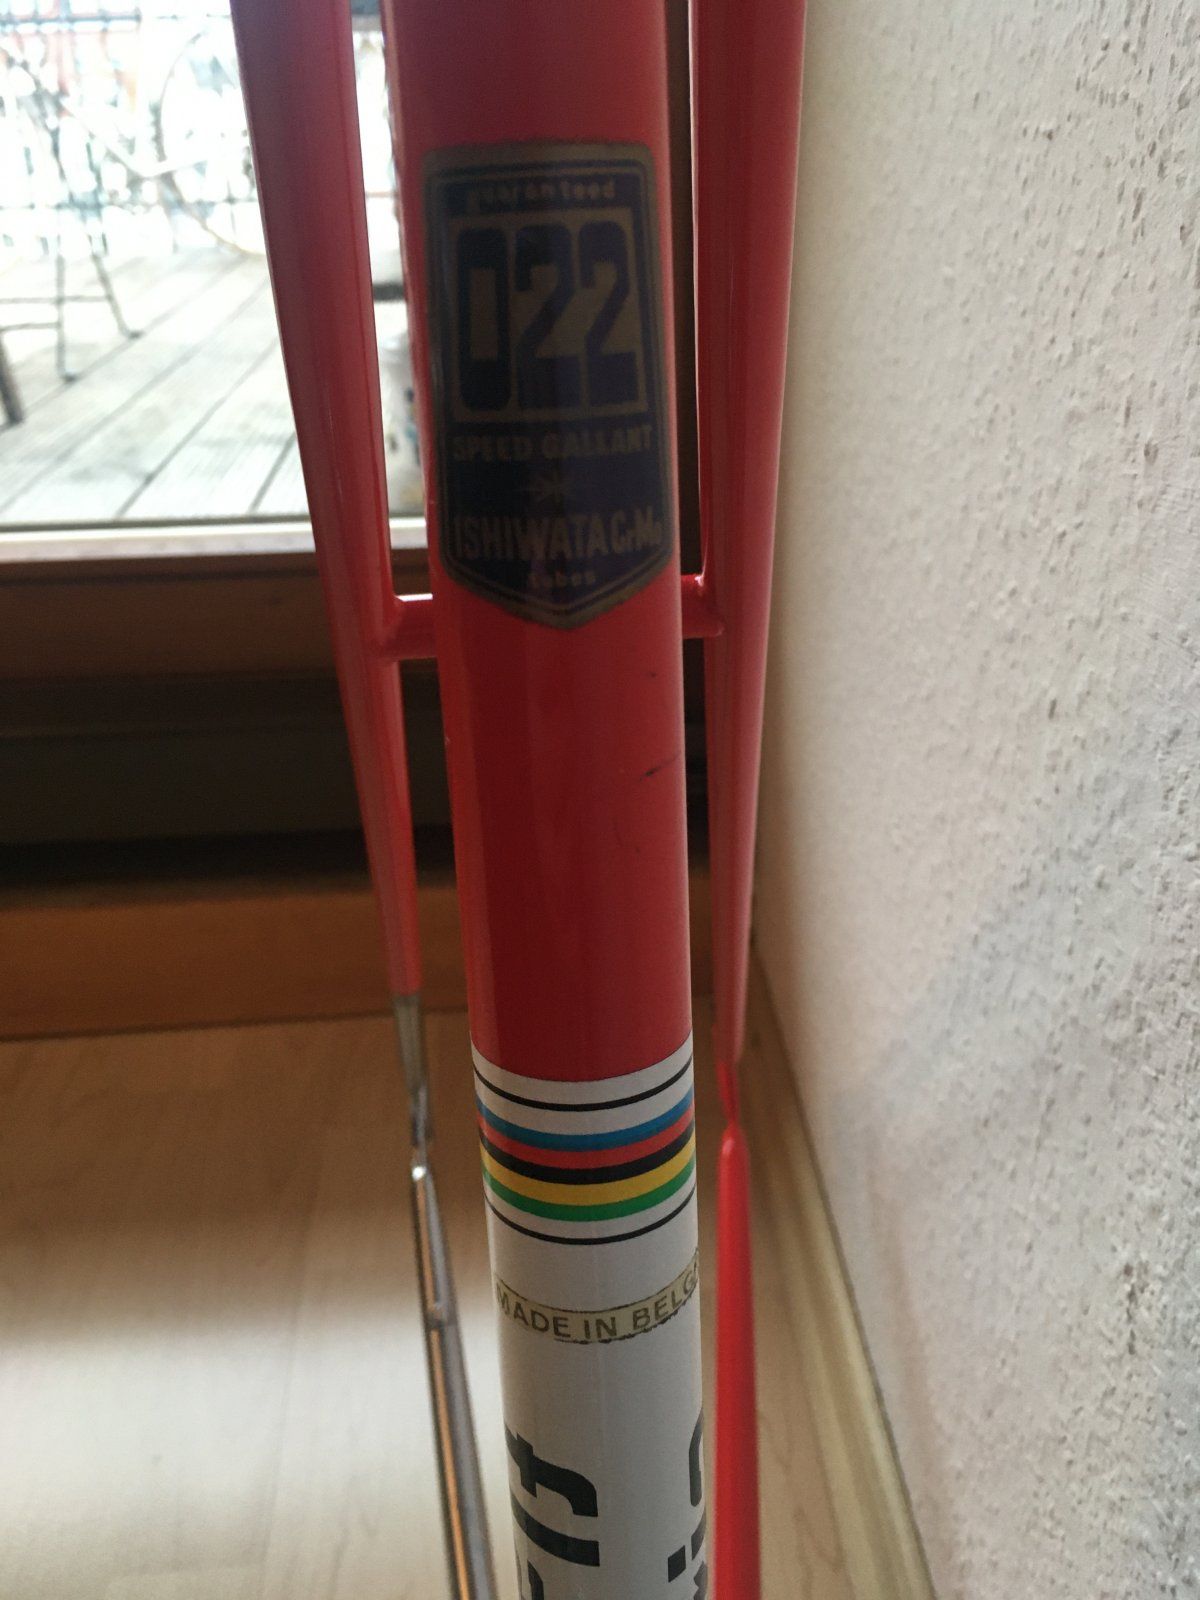 guaranteed
022
SPEED GALLANT
ISHIWATA CrMo
tubes
MADE IN BELG